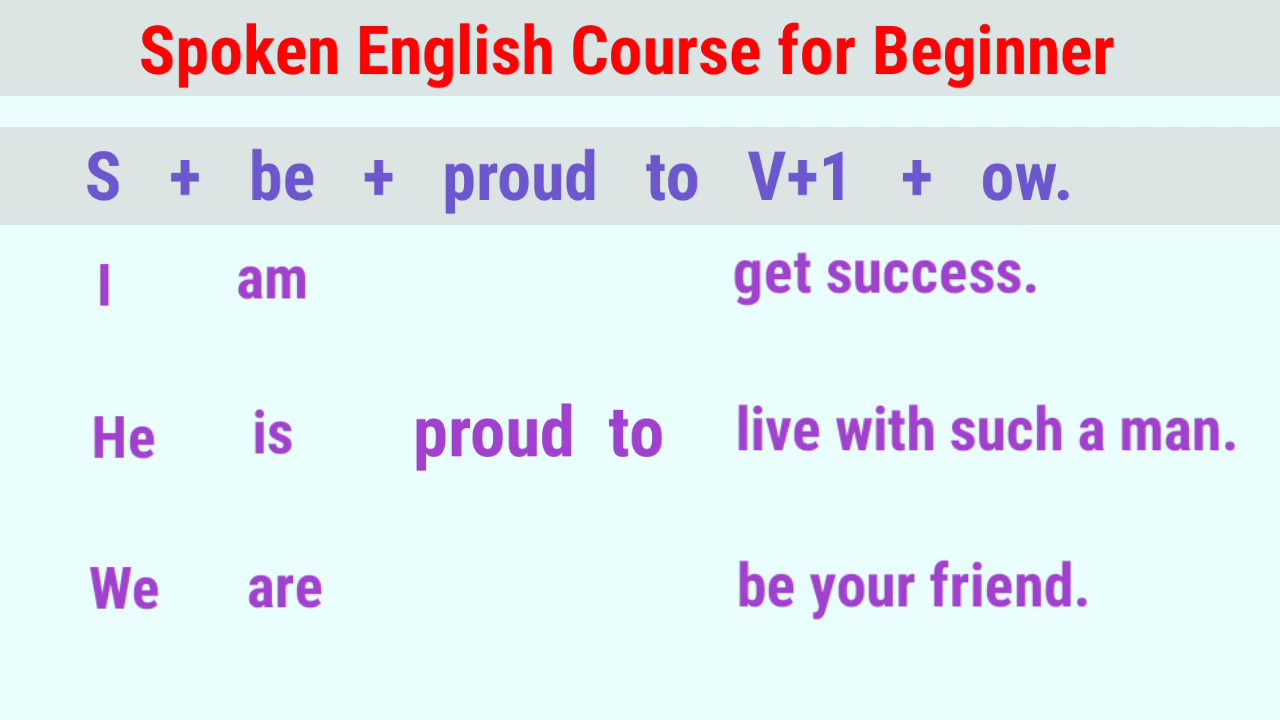 Spoken English Course for Beginner
S + be + proud to V+1 + ow.
I am get success.
He is proud to live with such a man.
We are be your friend.